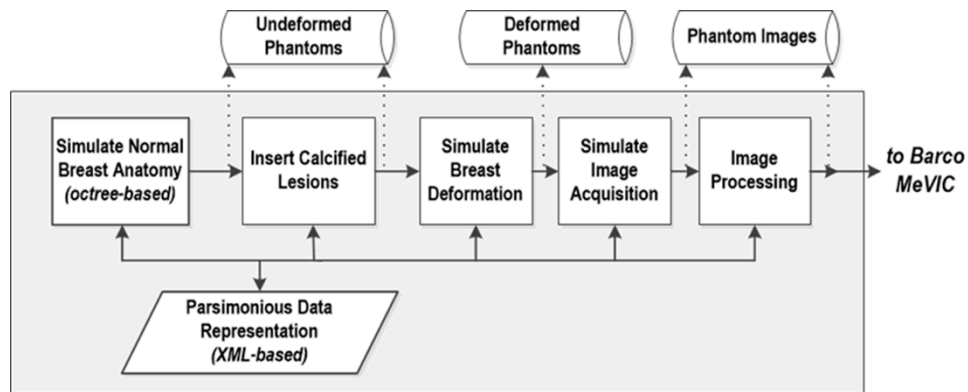 Undeformed
Phantoms
Deformed
Phantoms
Phantom Images
Simulate Normal
Breast Anatomy
(octree-based)
Insert Calcified
Lesions
Simulate
Breast
Deformation
Simulate
Image
Acquisition
Image
Processing
to Barco
MeVIC
Parsimonious Data
Representation
(XML-based)